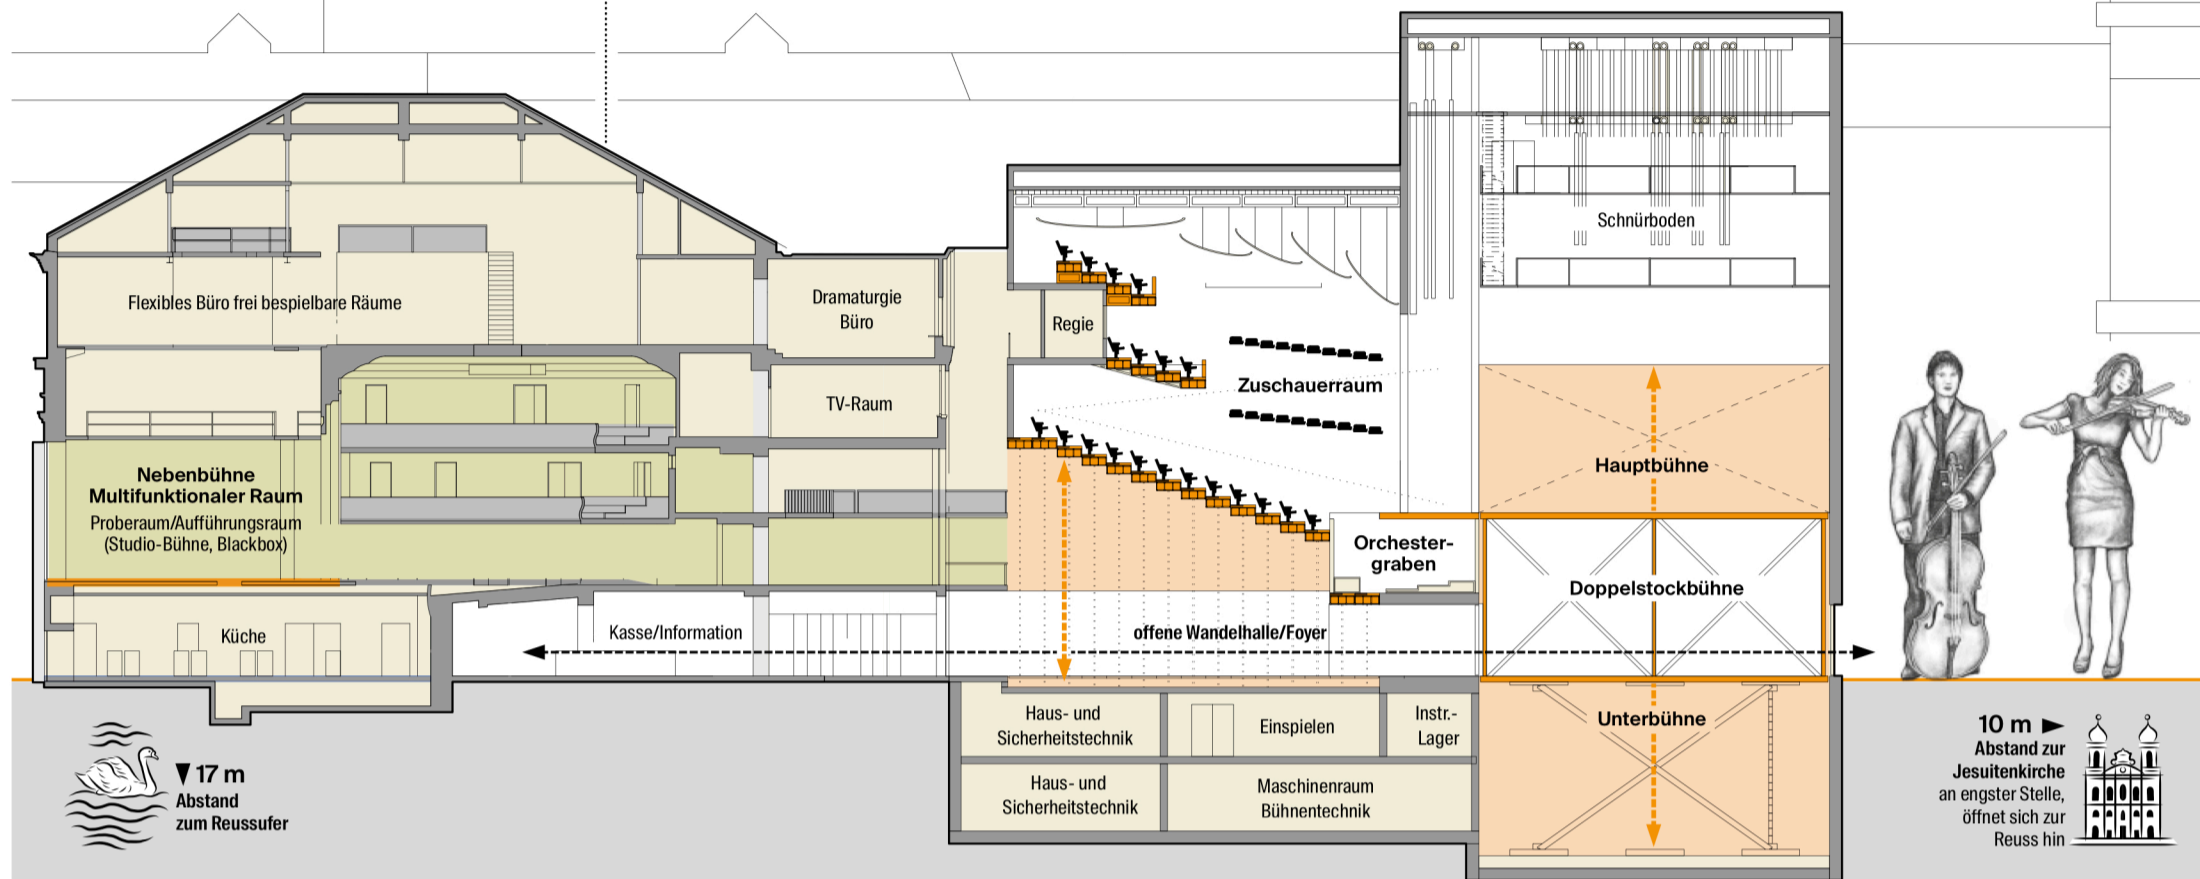 Flexibles Büro frei bespielbare Räume
Dramaturgie
Büro
Regie
Schnürboden
TV-Raum
Zuschauerraum
Hauptbühne
Nebenbühne
Multifunktionaler Raum
Proberaum/Aufführungsraum
(Studio-Bühne, Blackbox)
Orchester-
graben
Doppelstockbühne
Küche
Kasse/Information
offene Wandelhalle/Foyer
Haus- und
Sicherheitstechnik
Einspielen
Instr.-
Lager
Unterbühne
Haus- und
Sicherheitstechnik
Maschinenraum
Bühnentechnik
17 m
Abstand
zum Reussufer
10 m
Abstand zur
Jesuitenkirche
an engster Stelle,
öffnet sich zur
Reuss hin